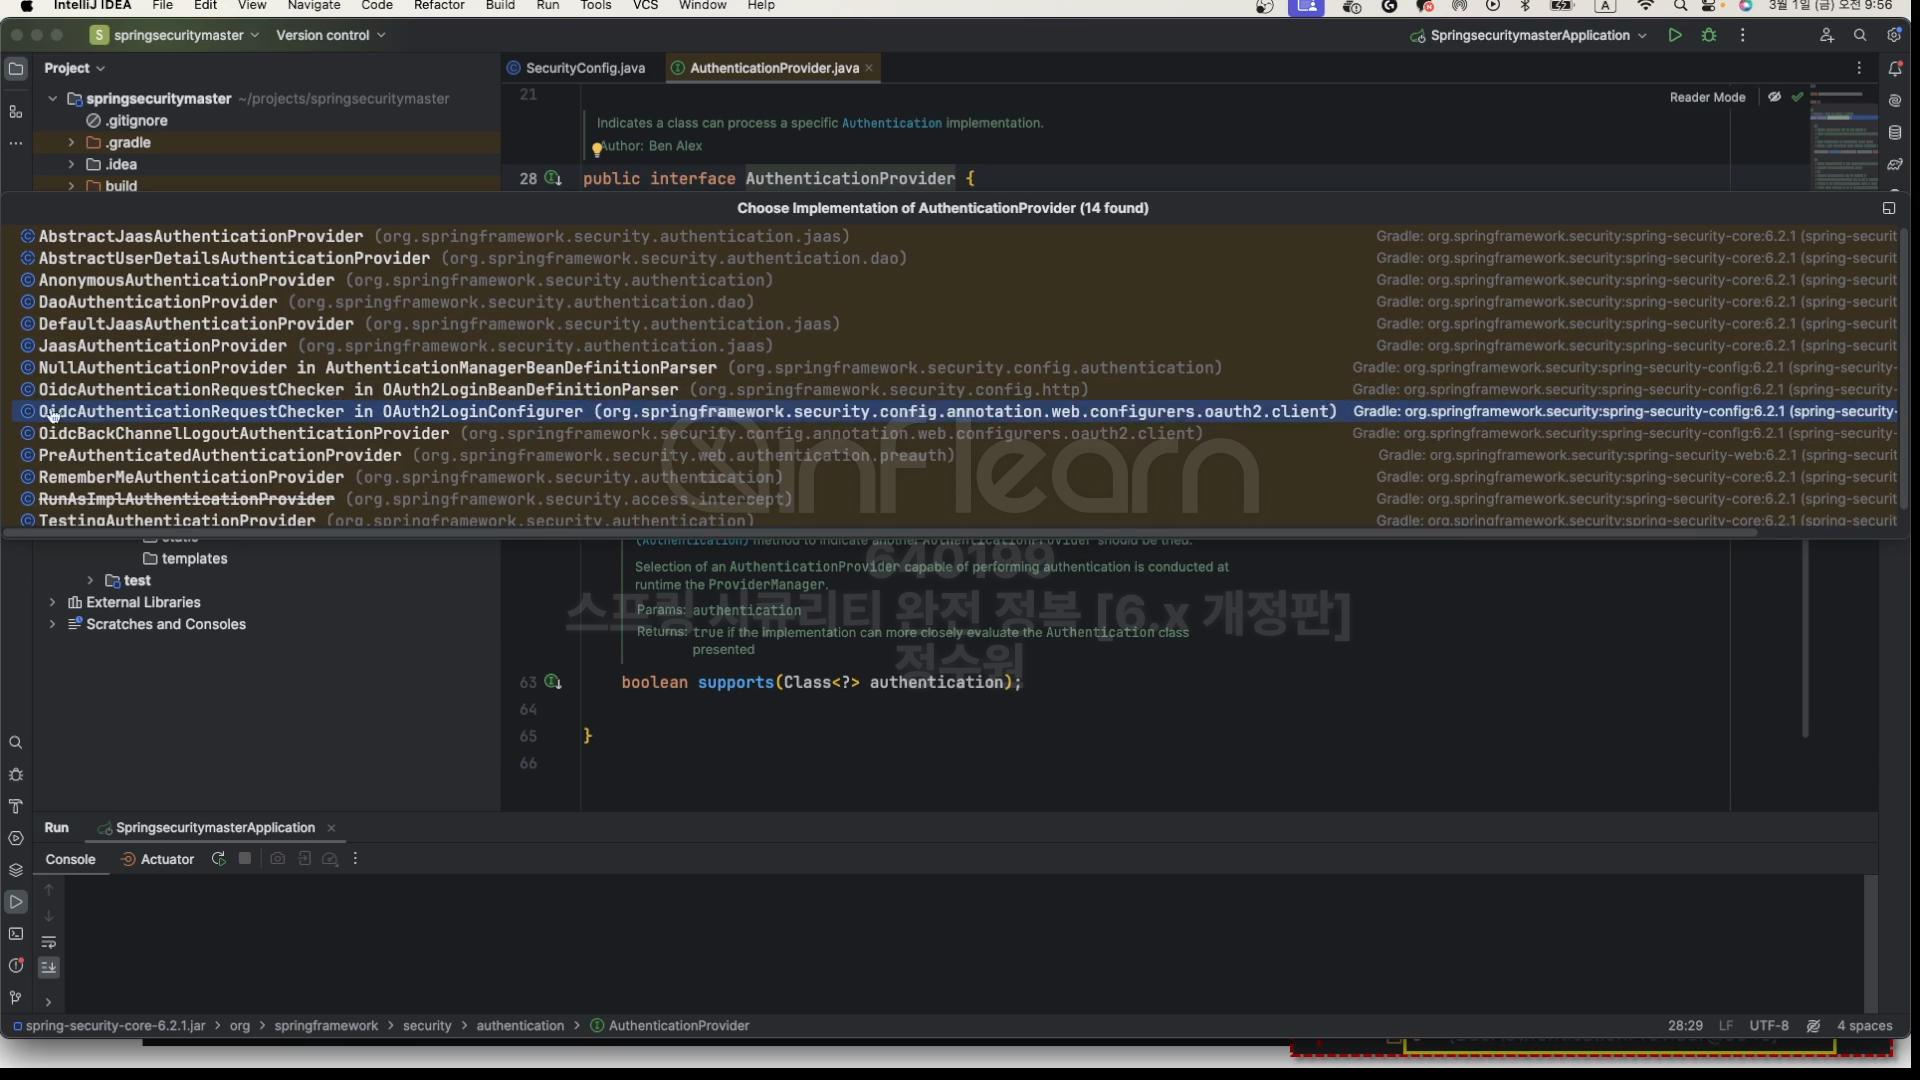 IntelliJ IDEA File Edit View Navigate Code Refactor Build Run Tools VCS Window Help A 3월 1일 (금) 오전 9:56
S springsecuritymaster Version control SpringsecuritymasterApplication
Project SecurityConfig.java AuthenticationProvider.java
springsecuritymaster ~/projects/springsecuritymaster 21 Reader Mode
.gitignore Indicates a class can process a specific Authentication implementation.
.gradle Author: Ben Alex
.idea
build 28 public interface AuthenticationProvider {
Choose Implementation of AuthenticationProvider (14 found)
AbstractJaasAuthenticationProvider (org.springframework.security.authentication.jaas) Gradle: org.springframework.security:spring-security-core:6.2.1 (spring-securit
AbstractUserDetailsAuthenticationProvider (org.springframework.security.authentication.dao) Gradle: org.springframework.security:spring-security-core:6.2.1 (spring-securit
AnonymousAuthenticationProvider (org.springframework.security.authentication) Gradle: org.springframework.security:spring-security-core:6.2.1 (spring-securit
DaoAuthenticationProvider (org.springframework.security.authentication.dao) Gradle: org.springframework.security:spring-security-core:6.2.1 (spring-securit
DefaultJaasAuthenticationProvider (org.springframework.security.authentication.jaas) Gradle: org.springframework.security:spring-security-core:6.2.1 (spring-securit
JaasAuthenticationProvider (org.springframework.security.authentication.jaas) Gradle: org.springframework.security:spring-security-core:6.2.1 (spring-securit
NullAuthenticationProvider in AuthenticationManagerBeanDefinitionParser (org.springframework.security.config.authentication) Gradle: org.springframework.security:spring-security-config:6.2.1 (spring-security-
OidcAuthenticationRequestChecker in OAuth2LoginBeanDefinitionParser (org.springframework.security.config.http) Gradle: org.springframework.security:spring-security-config:6.2.1 (spring-security-
OidcAuthenticationRequestChecker in OAuth2LoginConfigurer (org.springframework.security.config.annotation.web.configurers.oauth2.client) Gradle: org.springframework.security:spring-security-config:6.2.1 (spring-security-
OidcBackChannelLogoutAuthenticationProvider (org.springframework.security.config.annotation.web.configurers.oauth2.client) Gradle: org.springframework.security:spring-security-config:6.2.1 (spring-security-
PreAuthenticatedAuthenticationProvider (org.springframework.security.web.authentication.preauth) Gradle: org.springframework.security:spring-security-web:6.2.1 (spring-securit
RememberMeAuthenticationProvider (org.springframework.security.authentication) Gradle: org.springframework.security:spring-security-core:6.2.1 (spring-securit
RunAsImplAuthenticationProvider (org.springframework.security.access.intercept) Gradle: org.springframework.security:spring-security-core:6.2.1 (spring-securit
TestingAuthenticationProvider (org.springframework.security.authentication) Gradle: org.springframework.security:spring-security-core:6.2.1 (spring-securit
inflearn
static (Authentication) method to indicate another AuthenticationProvider should be tried.
640199
templates Selection of an AuthenticationProvider capable of performing authentication is conducted at
test runtime the ProviderManager.
External Libraries Params: authentication
스프링 시큐리티 완전 정복 [6.x 개정판]
Scratches and Consoles Returns: true if the implementation can more closely evaluate the Authentication class
presented
정수원
63 boolean supports(Class<?> authentication);
64
65 }
66
Run SpringsecuritymasterApplication
Console Actuator
spring-security-core-6.2.1.jar > org > springframework > security > authentication > AuthenticationProvider 28:29 LF UTF-8 4 spaces